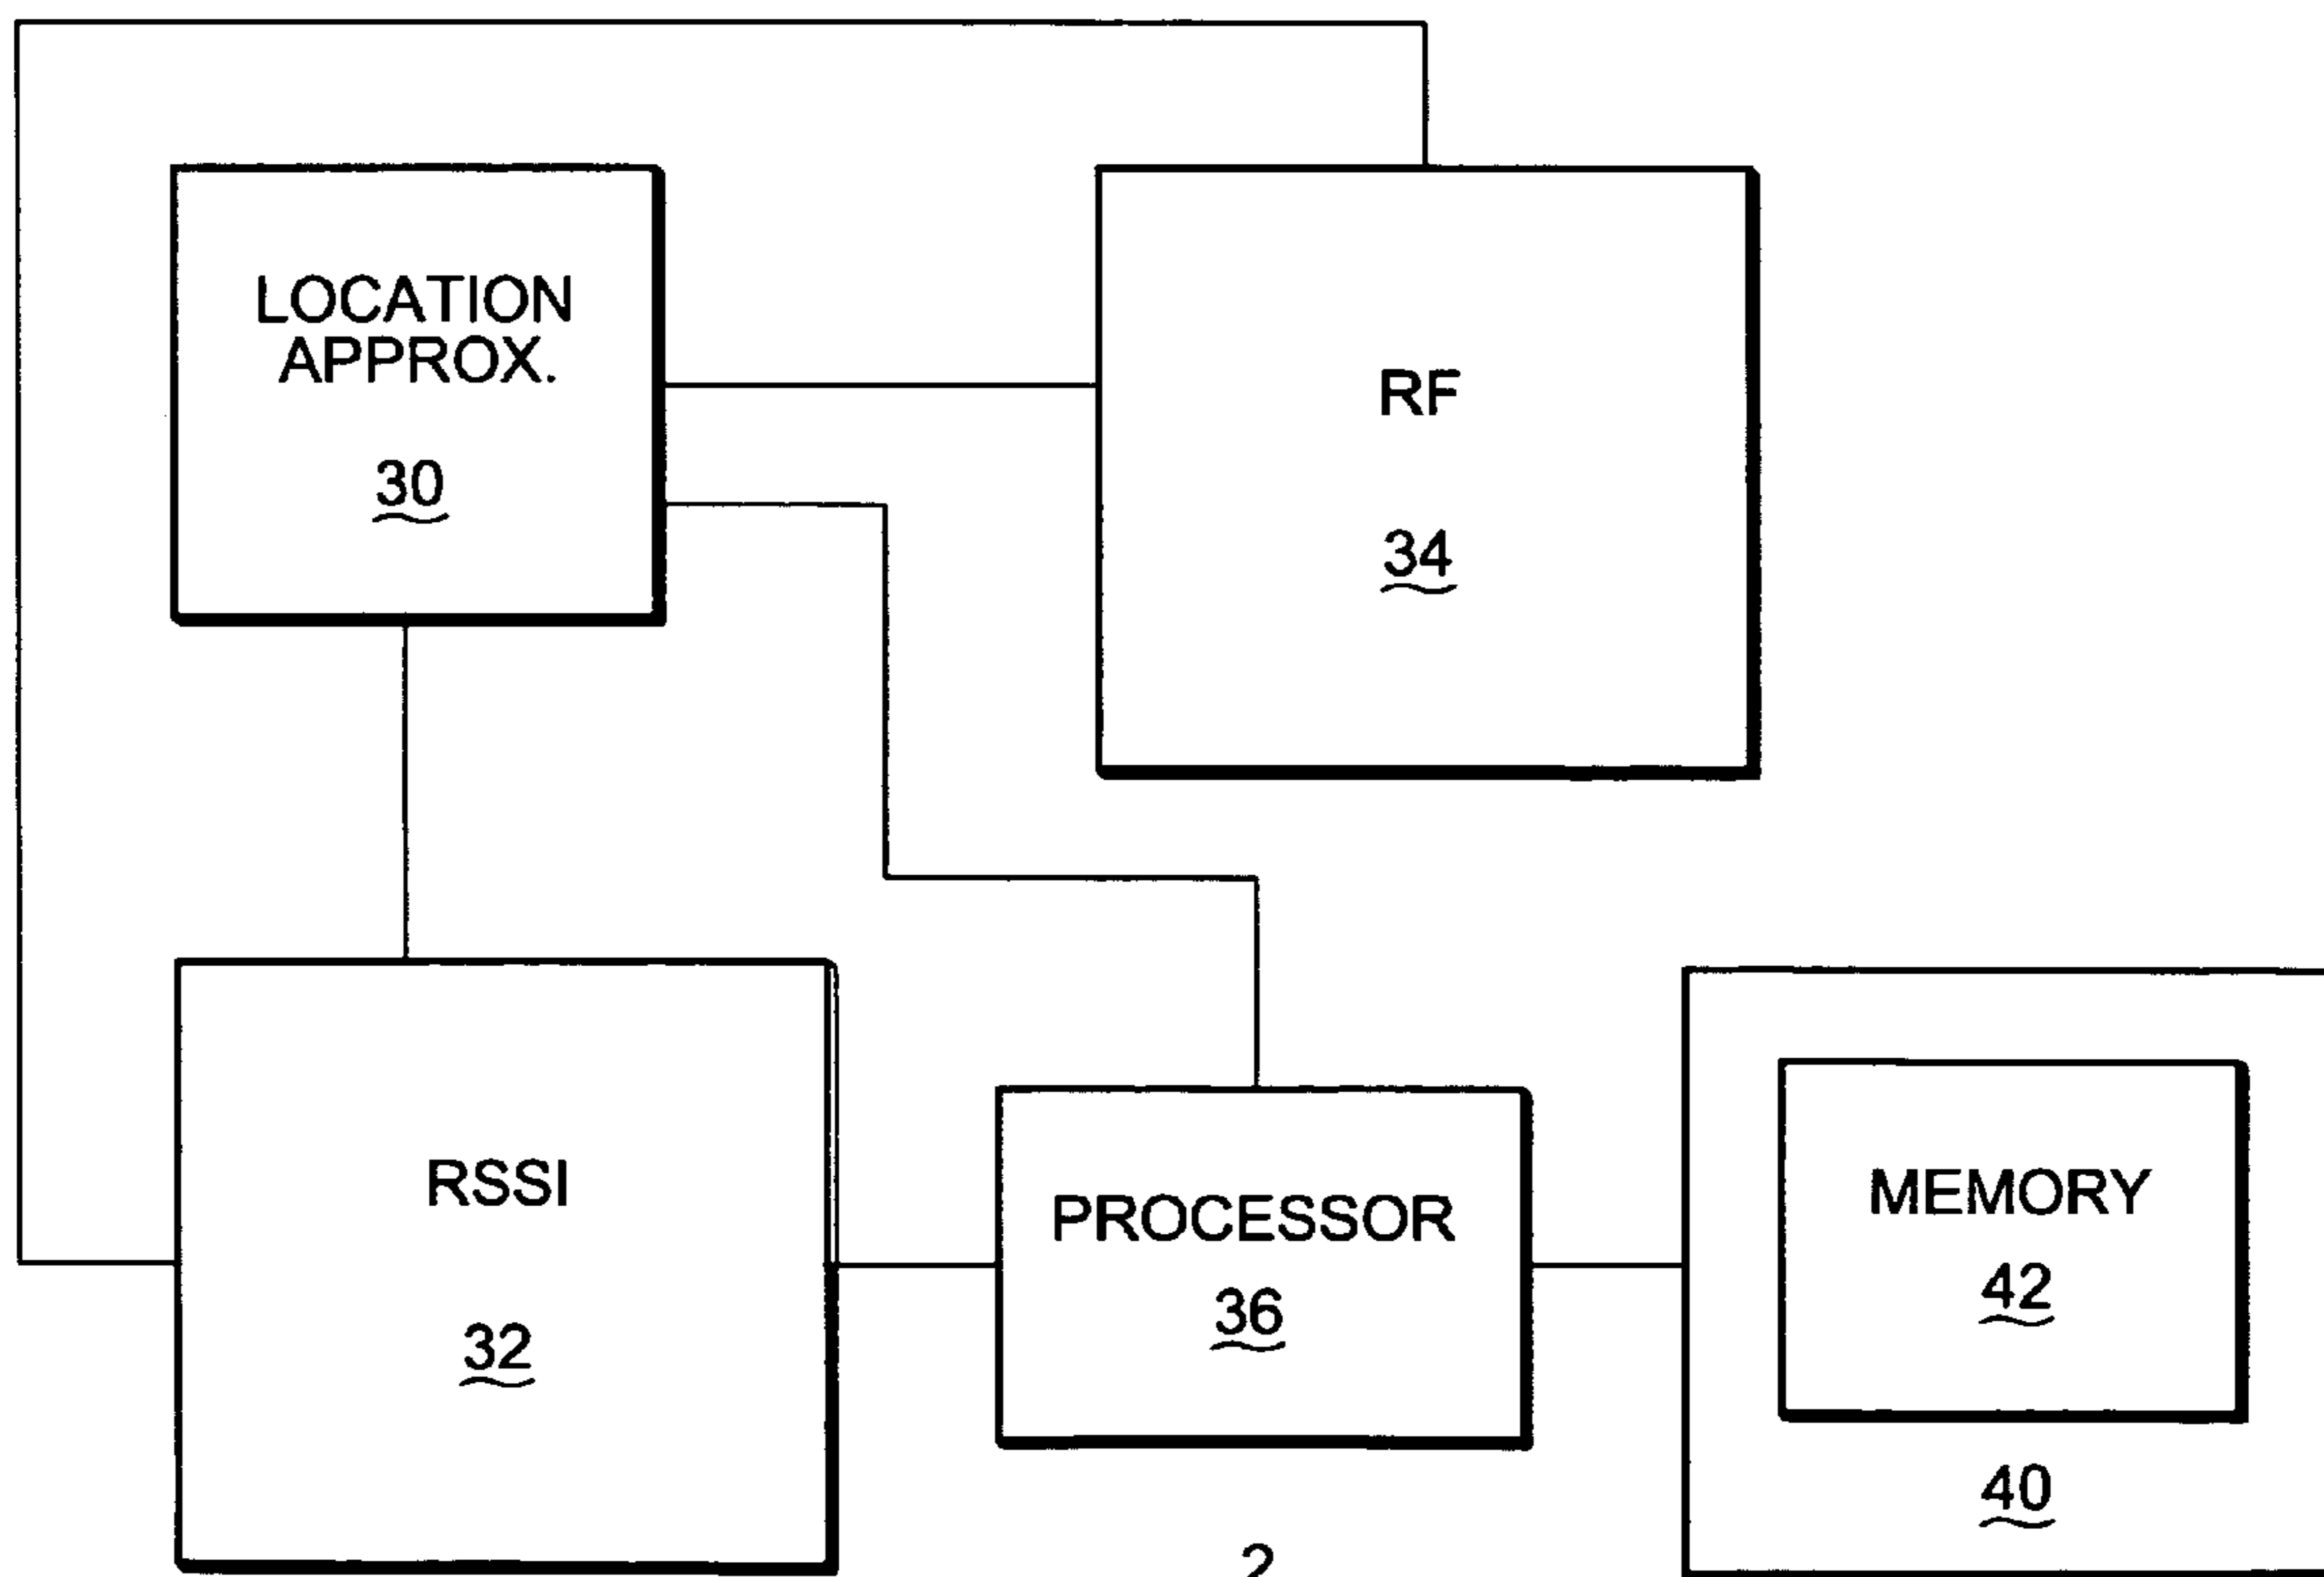 LOCATION
APPROX.
30
RF
34
RSSI
32
PROCESSOR
36
MEMORY
42
40
2